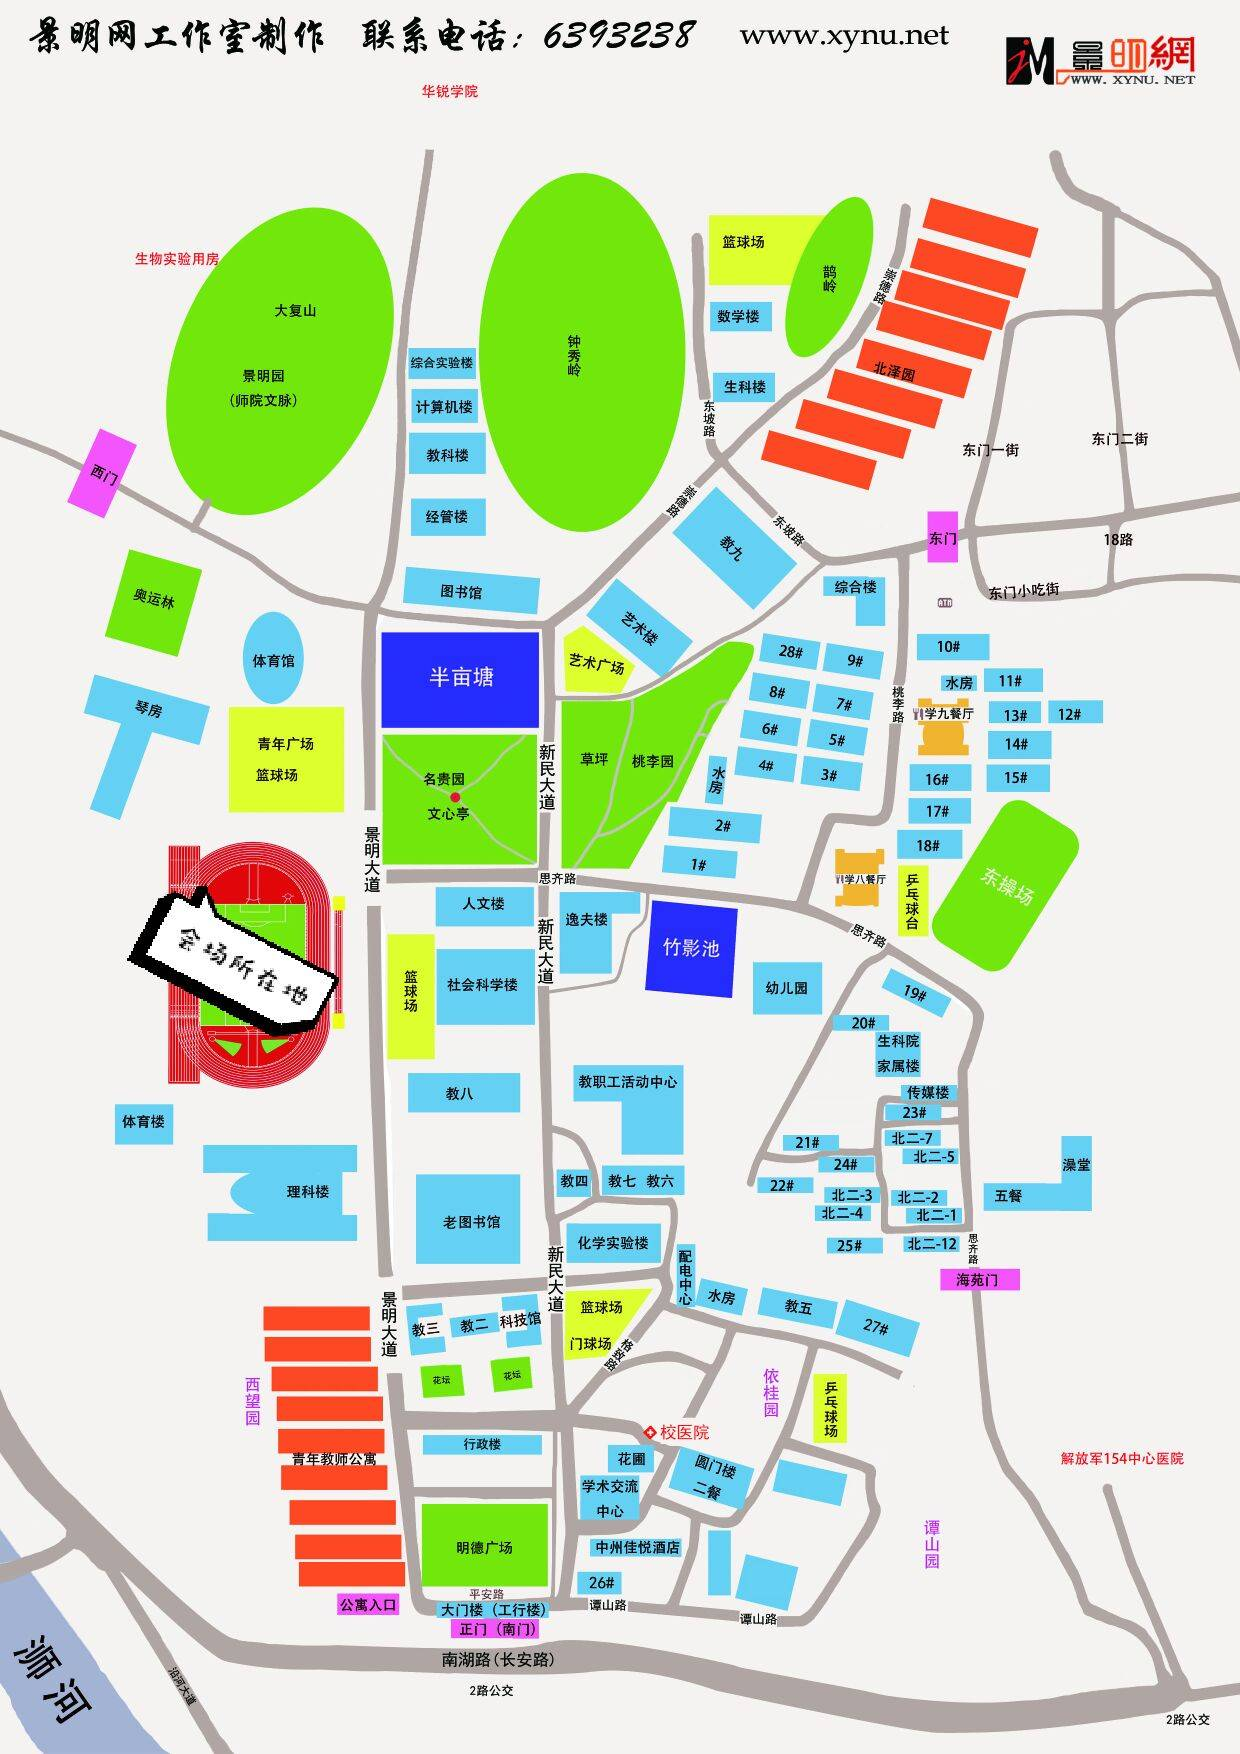 景明网工作室制作 联系电话: 6393238 www.xynu.net
JM 景明網
WWW. XYNU. NET
华锐学院
生物实验用房
大复山
景明园
(师院文脉)
钟秀岭
篮球场
鹊岭
崇德路
数学楼
生科楼
东坡路
北泽园
综合实验楼
计算机楼
教科楼
经管楼
图书馆
西门
东门一街
东门二街
崇德路
东坡路
教九
东门
18路
东门小吃街
ATM
综合楼
奥运林
体育馆
琴房
青年广场
篮球场
半亩塘
艺术楼
艺术广场
28#
9#
8#
7#
6#
5#
4#
3#
2#
1#
水房
桃李路
10#
水房
11#
学九餐厅
13#
12#
14#
16#
15#
17#
18#
名贵园
文心亭
新民大道
草坪
桃李园
景明大道
思齐路
学八餐厅
乒乓球台
东操场
会场所在地
人文楼
逸夫楼
新民大道
竹影池
思齐路
篮球场
社会科学楼
幼儿园
19#
20#
生科院
家属楼
传媒楼
23#
教八
教职工活动中心
体育楼
理科楼
21#
北二-7
北二-5
24#
22#
北二-3
北二-2
北二-4
北二-1
25#
北二-12
澡堂
五餐
思齐路
海苑门
教四
教七 教六
老图书馆
化学实验楼
配电中心
水房
教五
27#
新民大道
景明大道
教三
教二
科技馆
篮球场
门球场
格致路
花坛
花坛
西望园
青年教师公寓
依桂园
乒乓球场
校医院
行政楼
花圃
圆门楼
二餐
学术交流
中心
解放军154中心医院
谭山园
明德广场
中州佳悦酒店
26#
平安路
谭山路
谭山路
公寓入口
大门楼 (工行楼)
正门 (南门)
南湖路(长安路)
2路公交
2路公交
沿河大道
浉河